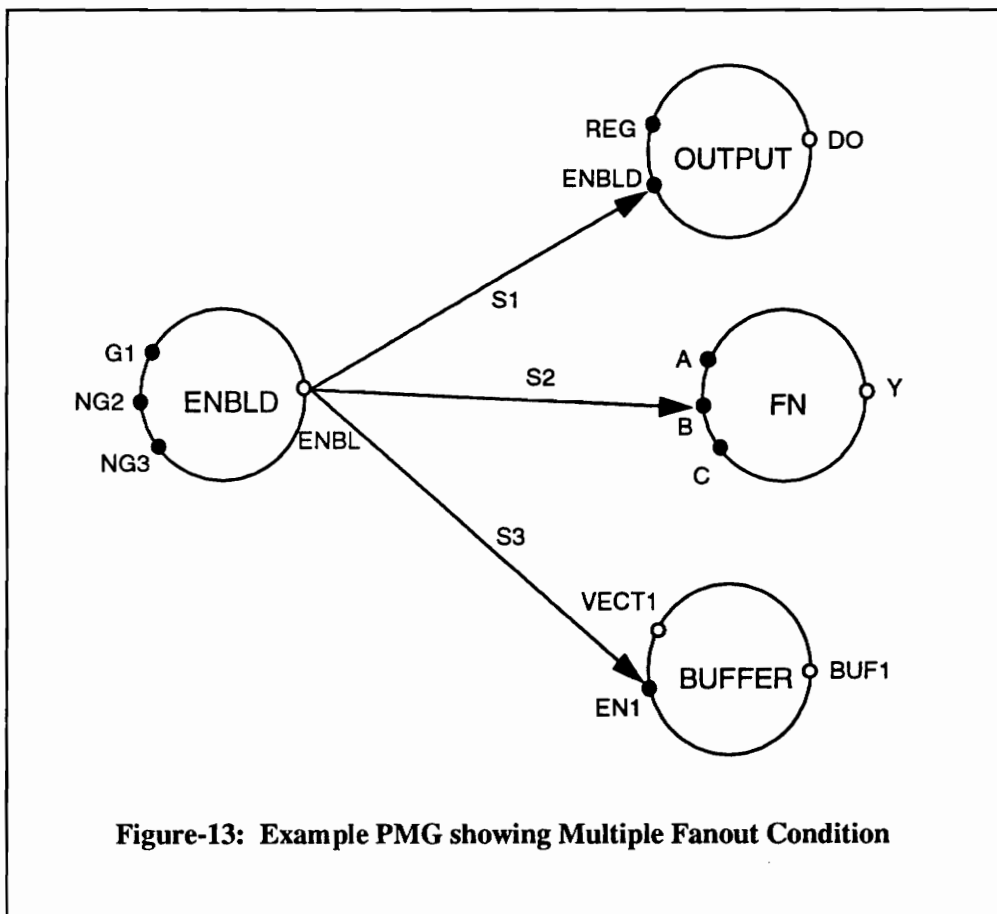 REG
OUTPUT
DO
ENBLD
S1
G1
NG2
ENBLD
NG3
ENBL
S2
A
B
C
FN
Y
S3
VECT1
BUFFER
BUF1
EN1
Figure-13: Example PMG showing Multiple Fanout Condition